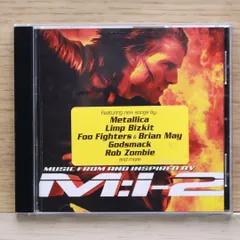 featuring new songs by:
Metallica
Limp Bizkit
Foo Fighters & Brian May
Godsmack
Rob Zombie
and more
MUSIC FROM AND INSPIRED BY
M:I-2